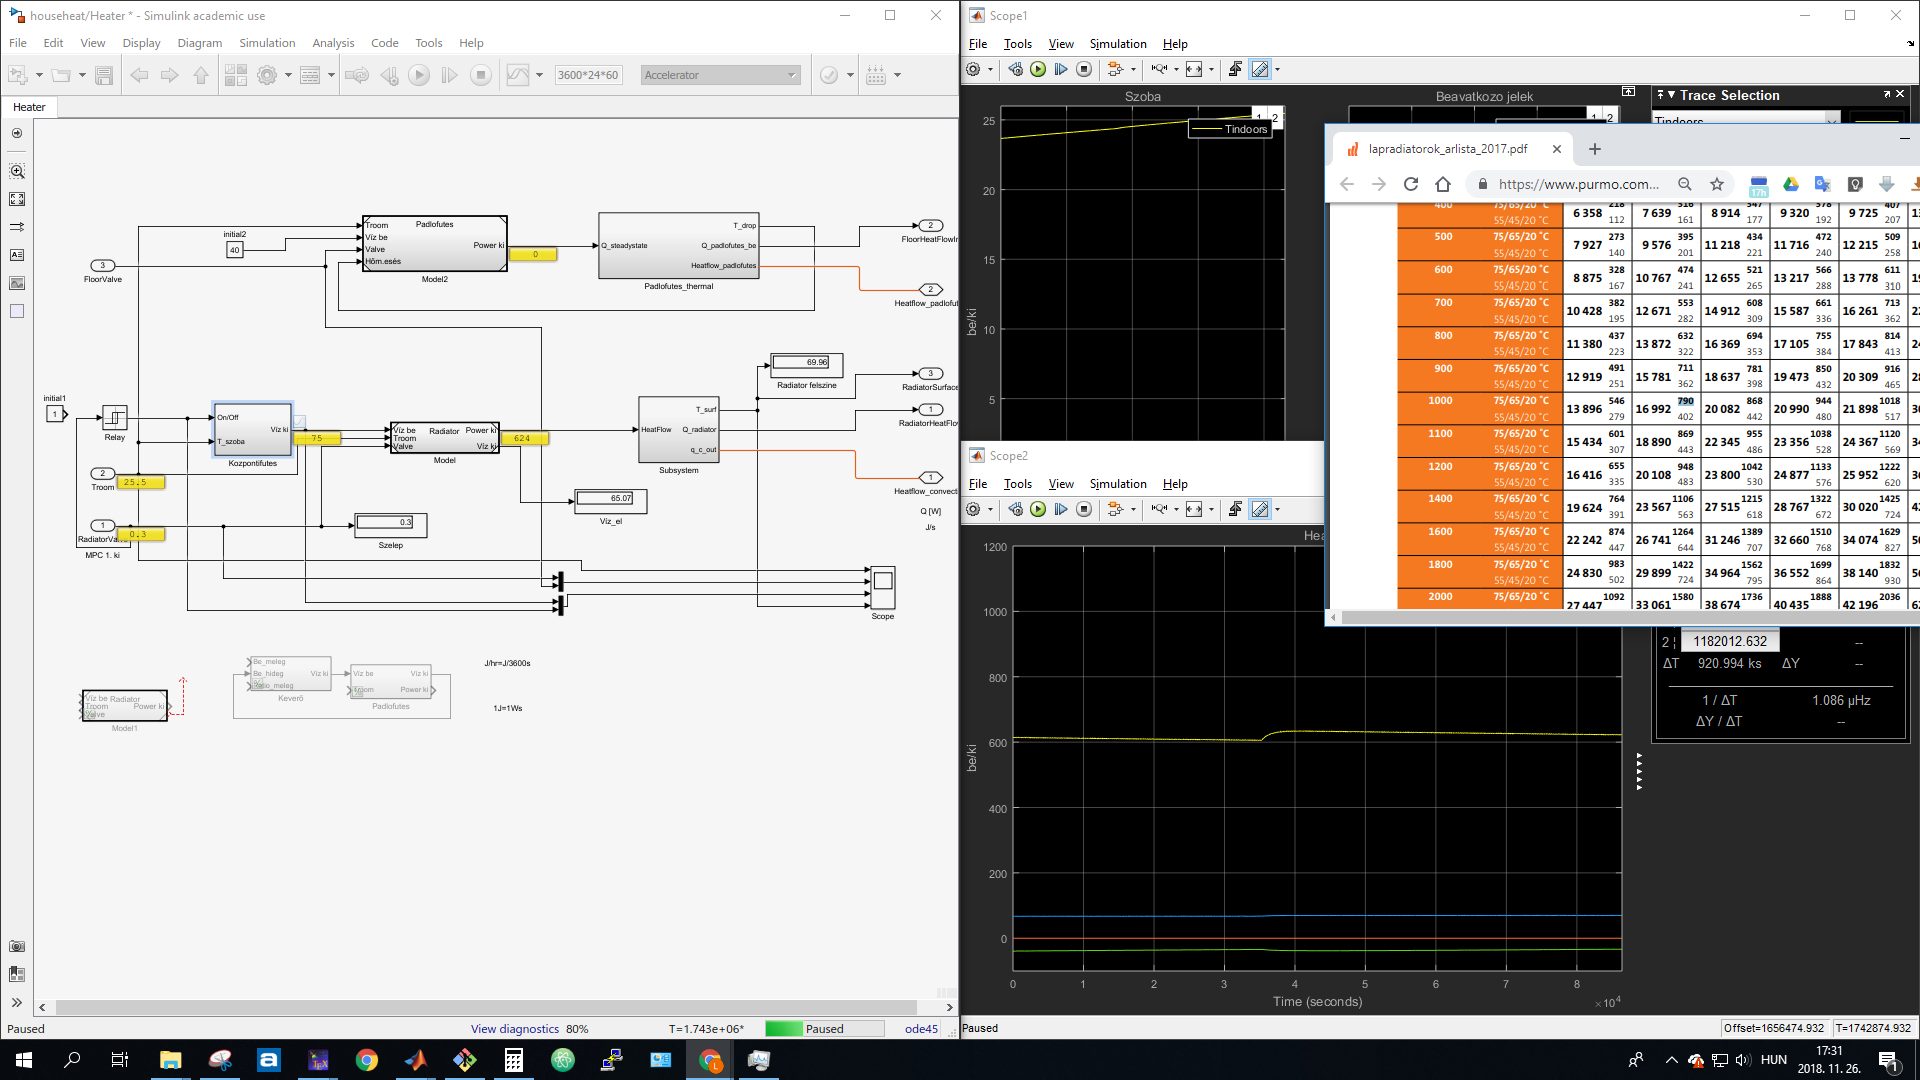 househeat/Heater * - Simulink academic use
File Edit View Display Diagram Simulation Analysis Code Tools Help
3600*24*60
Accelerator
Heater
initial2
40
FloorValve
3
Troom
Víz be
Valve
Hőm.esés
Padlofutes
Power ki
Model2
0
Q_steadystate
T_drop
Q_padlofutes_be
Heatflow_padlofutes
Padlofutes_thermal
2
FloorHeatFlowIn
2
Heatflow_padlofut
initial1
1
Relay
On/Off
T_szoba
Víz ki
Kozpontifutes
75
Víz be
Troom
Valve
Radiator
Power ki
Víz ki
Model
624
HeatFlow
T_surf
Q_radiator
q_c_out
Subsystem
69.96
Radiator felszine
3
RadiatorSurface
1
RadiatorHeatFlo
1
Heatflow_convecto
Q [W]
J/s
2
Troom
25.5
1
RadiatorVa
0.3
MPC 1. ki
0.3
Szelep
65.07
Víz_el
Scope
Víz be
Troom
Valve
Radiator
Power ki
Model1
Be_meleg
Be_hideg
Víz ki
Keverő
Víz be
Víz ki
Power ki
Padlofutes
J/hr=J/3600s
1J=1Ws
Paused
View diagnostics 80% T=1.743e+06* Paused ode45
Scope1
File Tools View Simulation Help
Szoba
Beavatkozo jelek
Tindoors
1 2
1 2
25
20
15
10
5
be/ki
Trace Selection
Tindoors
lapradiatorok_arlista_2017.pdf
https://www.purmo.com...
17h
400 75/65/20 °C 55/45/20 °C 6 358 218 112 7 639 316 161 8 914 347 177 9 320 378 192 9 725 407 207
500 75/65/20 °C 55/45/20 °C 7 927 273 140 9 576 395 201 11 218 434 221 11 716 472 240 12 215 509 258
600 75/65/20 °C 55/45/20 °C 8 875 328 167 10 767 474 241 12 655 521 265 13 217 566 288 13 778 611 310
700 75/65/20 °C 55/45/20 °C 10 428 382 195 12 671 553 282 14 912 608 309 15 587 661 336 16 261 713 362
800 75/65/20 °C 55/45/20 °C 11 380 437 223 13 872 632 322 16 369 694 353 17 105 755 384 17 843 814 413
900 75/65/20 °C 55/45/20 °C 12 919 491 251 15 781 711 362 18 637 781 398 19 473 850 432 20 309 916 465
1000 75/65/20 °C 55/45/20 °C 13 896 546 279 16 992 790 402 20 082 868 442 20 990 944 480 21 898 1018 517
1100 75/65/20 °C 55/45/20 °C 15 434 601 307 18 890 869 443 22 345 955 486 23 356 1038 528 24 367 1120 569
1200 75/65/20 °C 55/45/20 °C 16 416 655 335 20 108 948 483 23 800 1042 530 24 877 1133 576 25 952 1222 620
1400 75/65/20 °C 55/45/20 °C 19 624 764 391 23 567 1106 563 27 515 1215 618 28 767 1322 672 30 020 1425 724
1600 75/65/20 °C 55/45/20 °C 22 242 874 447 26 741 1264 644 31 246 1389 707 32 660 1510 768 34 074 1629 827
1800 75/65/20 °C 55/45/20 °C 24 830 983 502 29 899 1422 724 34 964 1562 795 36 552 1699 864 38 140 1832 930
2000 75/65/20 °C 27 447 1092 33 061 1580 38 674 1736 40 435 1888 42 196 2036
Scope2
File Tools View Simulation Help
Hea
1200
1000
800
600
400
200
0
be/ki
0 1 2 3 4 5 6 7 8
×10⁴
Time (seconds)
2 1182012.632 --
ΔT 920.994 ks ΔY --
1 / ΔT 1.086 µHz
ΔY / ΔT --
Paused
Offset=1656474.932 T=1742874.932
HUN
17:31
2018. 11. 26.
1